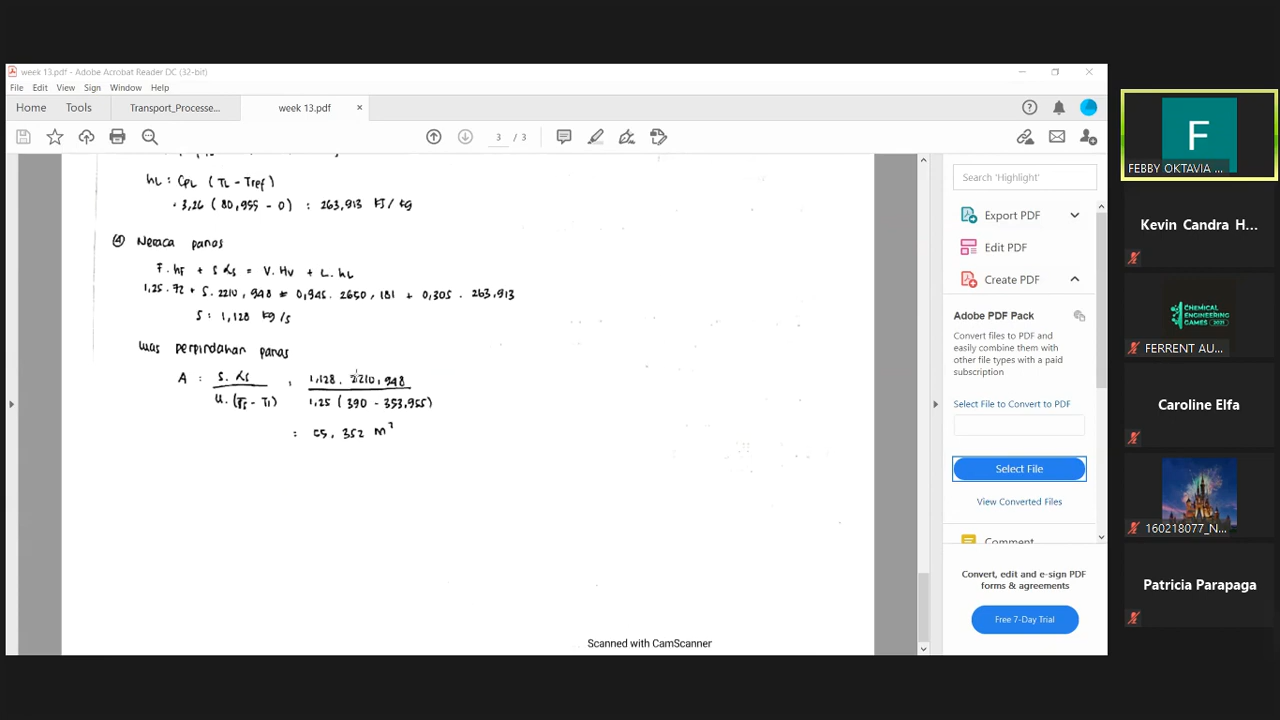 week 13.pdf - Adobe Acrobat Reader DC (32-bit)
File Edit View Sign Window Help
Home Tools Transport_Processe... week 13.pdf ×
3 / 3
hL : CpL ( TL - Tref )
: 3,26 ( 80,955 - 0 ) : 263,913 kJ / kg
④ Neraca panas
F. hF + S λs = V. Hv + L. hL
1,25. 72 + S. 2210, 948 = 0,945. 2650, 181 + 0,305 . 263,913
S : 1,128 kg / s
Luas perpindahan panas
A : S. λs / U. (Ts - T1) : 1,128 . 2210, 948 / 1,25 ( 390 - 353,955)
: 55, 352 m²
Scanned with CamScanner
Search 'Highlight'
Export PDF
Edit PDF
Create PDF
Adobe PDF Pack
Convert files to PDF and
easily combine them with
other file types with a paid
subscription
Select File to Convert to PDF
Select File
View Converted Files
Comment
Convert, edit and e-sign PDF
forms & agreements
Free 7-Day Trial
F
FEBBY OKTAVIA ...
Kevin Candra H...
CHEMICAL
ENGINEERING
GAMES 2021
FERRENT AU...
Caroline Elfa
160218077_N...
Patricia Parapaga